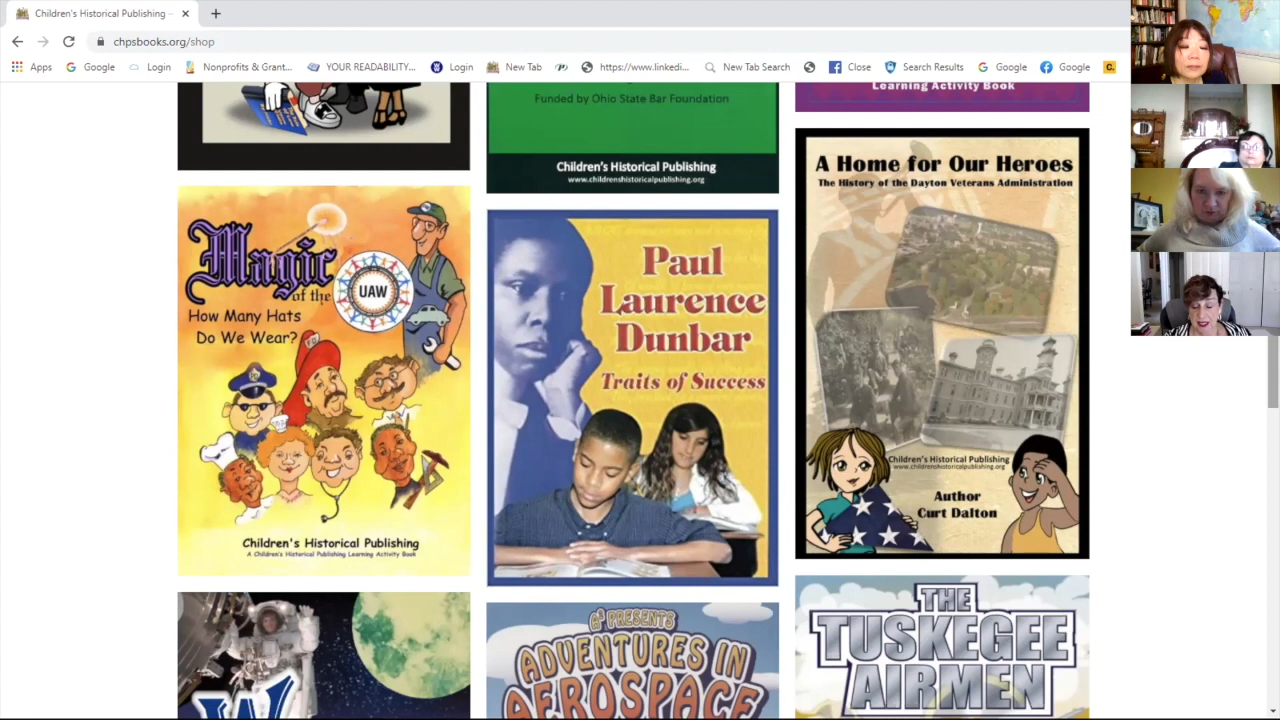 Children's Historical Publishing –
chpsbooks.org/shop
Apps
Google
Login
Nonprofits & Grant...
YOUR READABILITY...
Login
New Tab
https://www.linkedi...
New Tab Search
Close
Search Results
Google
Google
Funded by Ohio State Bar Foundation
Children's Historical Publishing
www.childrenshistoricalpublishing.org
Learning Activity Book
Magic
of the
UAW
How Many Hats
Do We Wear?
FD
Children's Historical Publishing
A Children's Historical Publishing Learning Activity Book
Paul
Laurence
Dunbar
Traits of Success
A Home for Our Heroes
The History of the Dayton Veterans Administration
Children's Historical Publishing
www.childrenshistoricalpublishing.org
Author
Curt Dalton
W
A² PRESENTS
ADVENTURES IN
AEROSPACE
THE
TUSKEGEE
AIRMEN